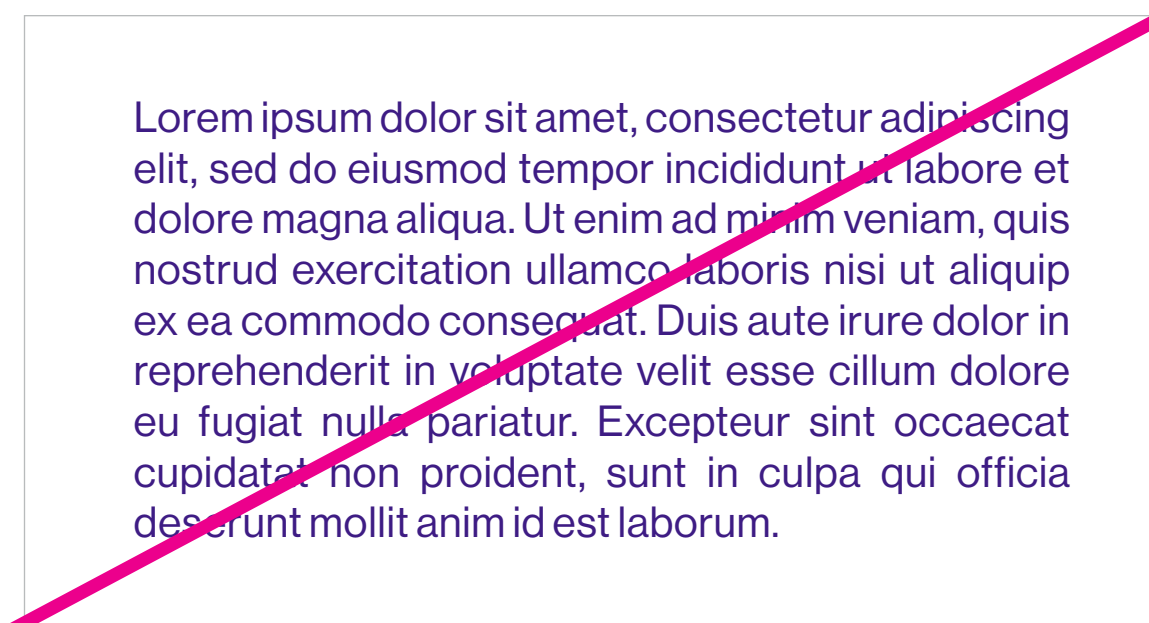 Lorem ipsum dolor sit amet, consectetur adipiscing
elit, sed do eiusmod tempor incididunt ut labore et
dolore magna aliqua. Ut enim ad minim veniam, quis
nostrud exercitation ullamco laboris nisi ut aliquip
ex ea commodo consequat. Duis aute irure dolor in
reprehenderit in voluptate velit esse cillum dolore
eu fugiat nulla pariatur. Excepteur sint occaecat
cupidatat non proident, sunt in culpa qui officia
deserunt mollit anim id est laborum.